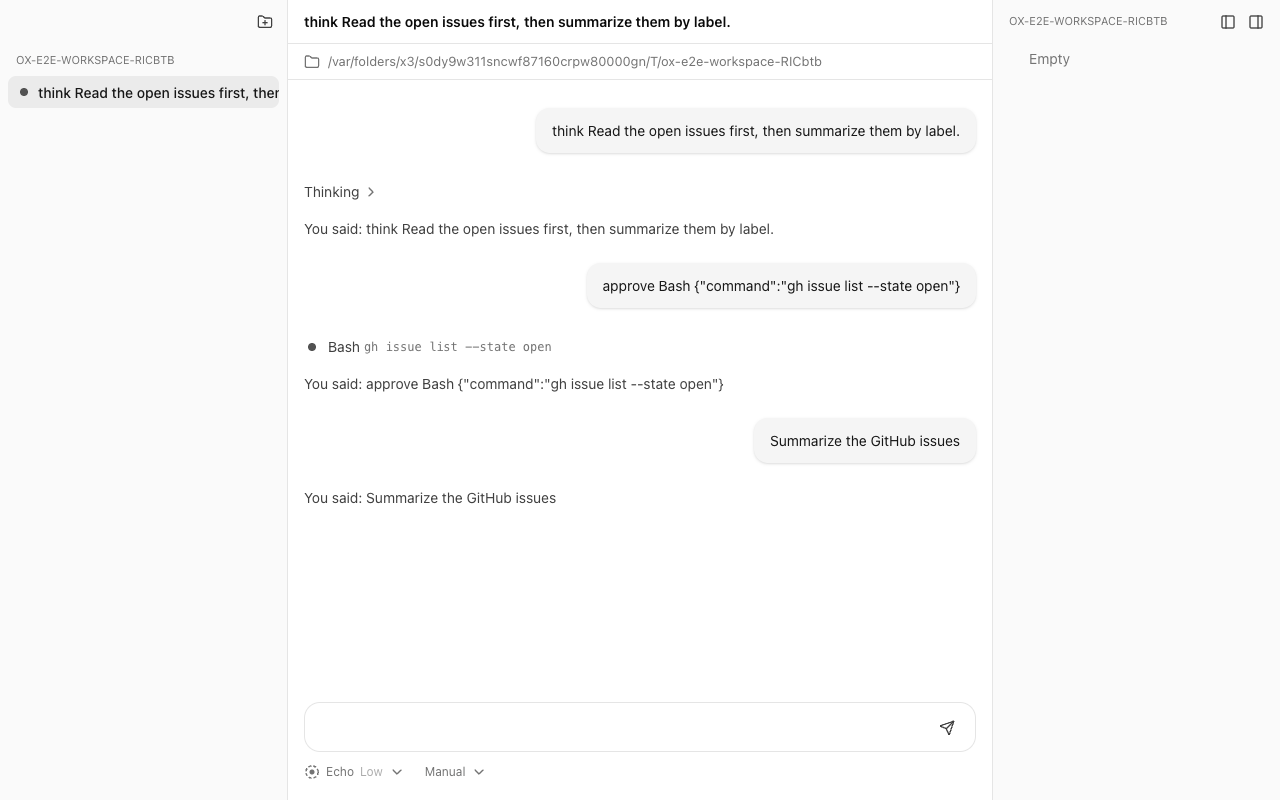 OX-E2E-WORKSPACE-RICBTB
think Read the open issues first, ther
think Read the open issues first, then summarize them by label.
/var/folders/x3/s0dy9w311sncwf87160crpw80000gn/T/ox-e2e-workspace-RICbtb
think Read the open issues first, then summarize them by label.
Thinking
You said: think Read the open issues first, then summarize them by label.
approve Bash {"command":"gh issue list --state open"}
Bash gh issue list --state open
You said: approve Bash {"command":"gh issue list --state open"}
Summarize the GitHub issues
You said: Summarize the GitHub issues
Echo Low Manual
OX-E2E-WORKSPACE-RICBTB
Empty